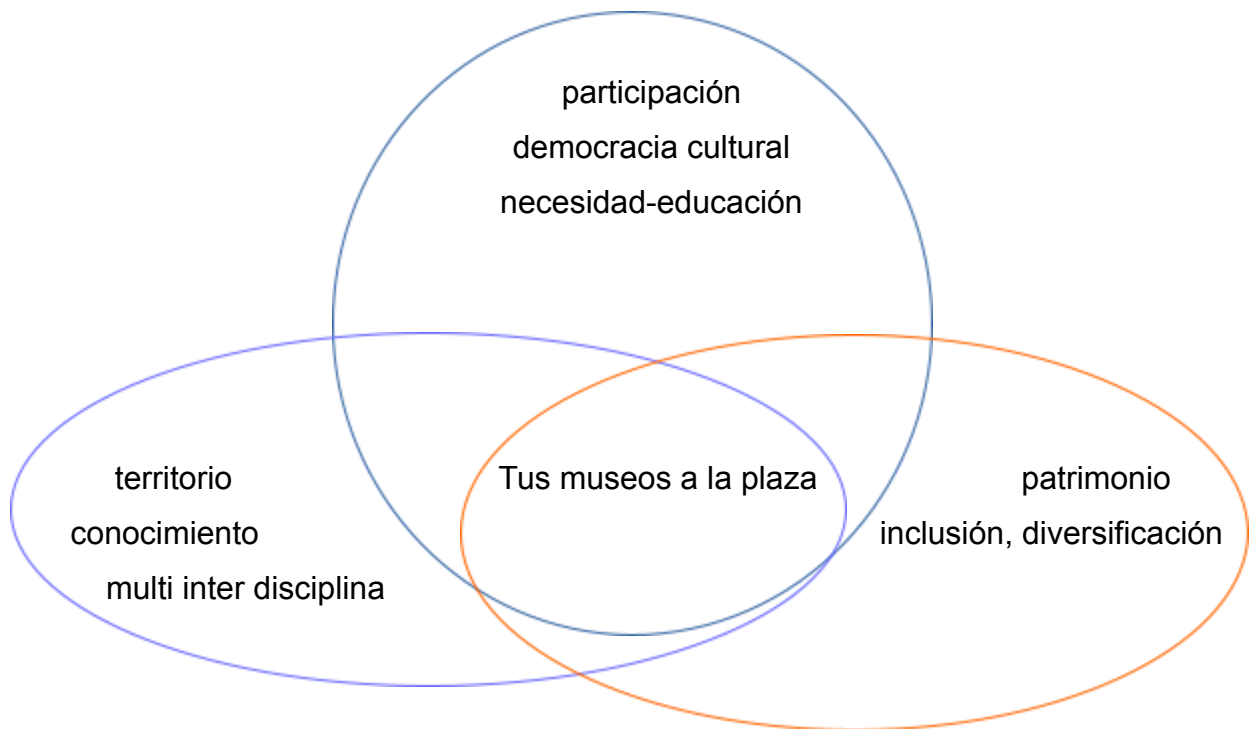 participación
democracia cultural
necesidad-educación
territorio
conocimiento
multi inter disciplina
Tus museos a la plaza
patrimonio
inclusión, diversificación